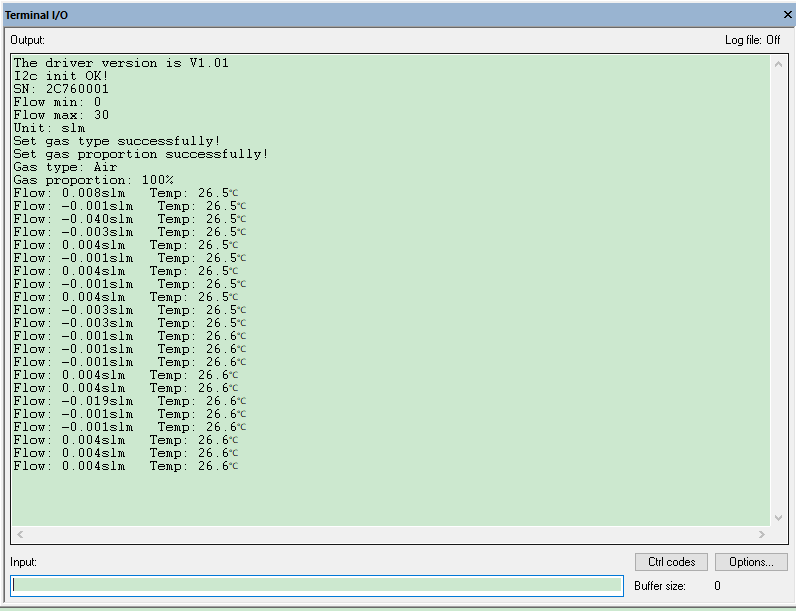 Terminal I/O
Output:
Log file: Off
The driver version is V1.01
I2c init OK!
SN: 2C760001
Flow min: 0
Flow max: 30
Unit: slm
Set gas type successfully!
Set gas proportion successfully!
Gas type: Air
Gas proportion: 100%
Flow: 0.008slm   Temp: 26.5℃
Flow: -0.001slm   Temp: 26.5℃
Flow: -0.040slm   Temp: 26.5℃
Flow: -0.003slm   Temp: 26.5℃
Flow: 0.004slm   Temp: 26.5℃
Flow: -0.001slm   Temp: 26.5℃
Flow: 0.004slm   Temp: 26.5℃
Flow: -0.001slm   Temp: 26.5℃
Flow: 0.004slm   Temp: 26.5℃
Flow: -0.003slm   Temp: 26.5℃
Flow: -0.003slm   Temp: 26.5℃
Flow: -0.001slm   Temp: 26.6℃
Flow: -0.001slm   Temp: 26.6℃
Flow: -0.001slm   Temp: 26.6℃
Flow: 0.004slm   Temp: 26.6℃
Flow: 0.004slm   Temp: 26.6℃
Flow: -0.019slm   Temp: 26.6℃
Flow: -0.001slm   Temp: 26.6℃
Flow: -0.001slm   Temp: 26.6℃
Flow: 0.004slm   Temp: 26.6℃
Flow: 0.004slm   Temp: 26.6℃
Flow: 0.004slm   Temp: 26.6℃
Input:
Ctrl codes
Options...
Buffer size: 0